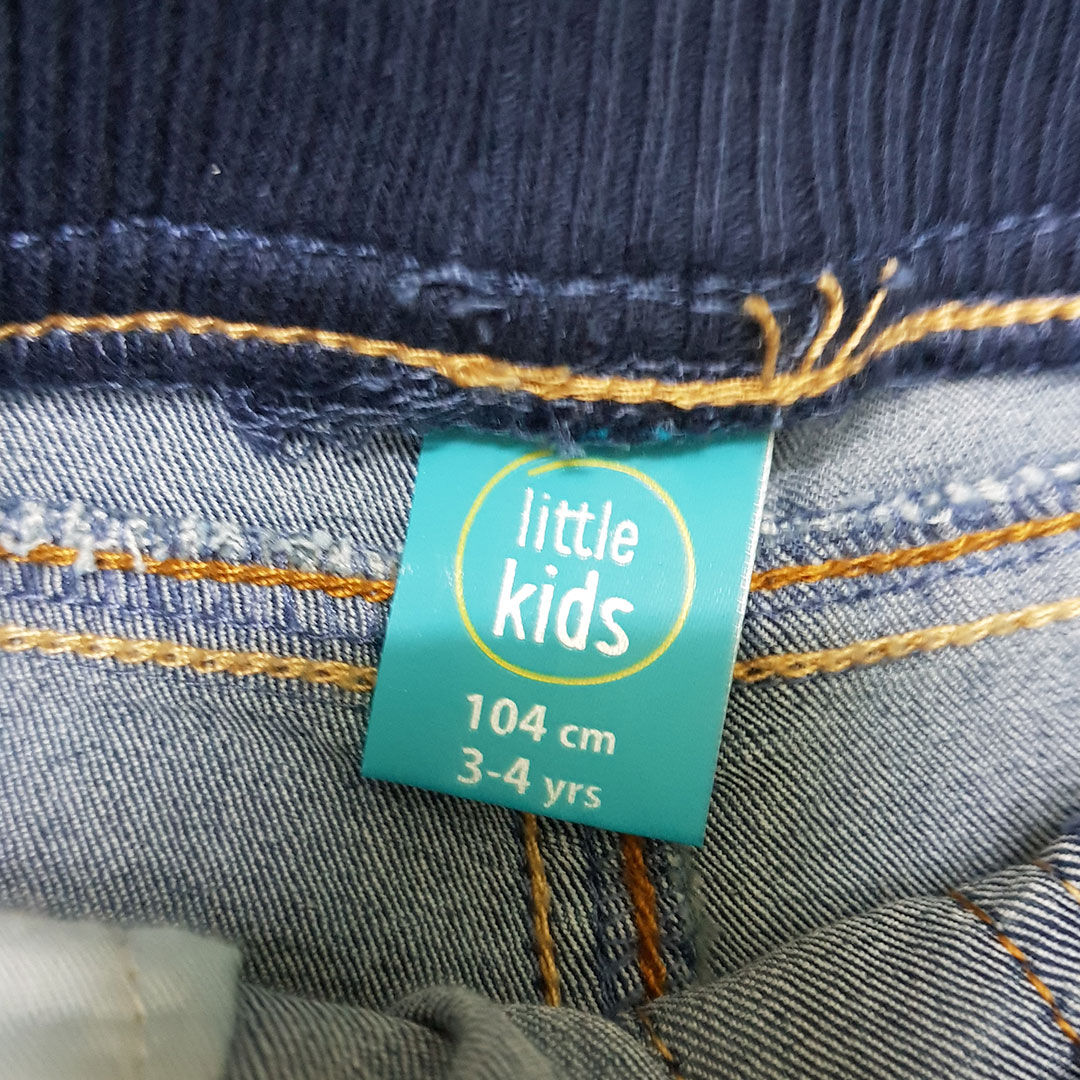 little
kids
104 cm
3-4 yrs